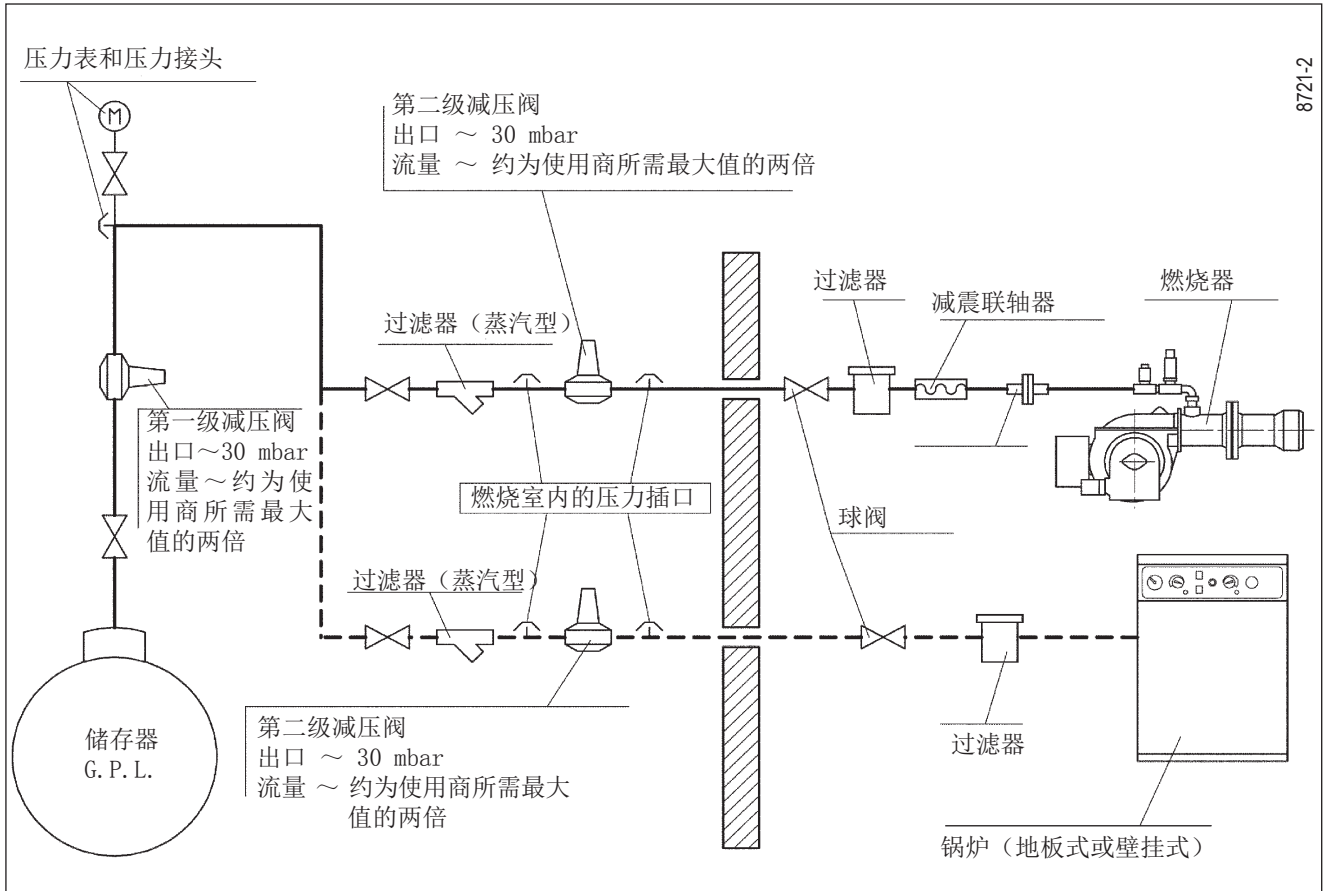 压力表和压力接头
8721-2
M
第二级减压阀
出口 ～ 30 mbar
流量 ～ 约为使用商所需最大值的两倍
过滤器
减震联轴器
燃烧器
过滤器（蒸汽型）
第一级减压阀
出口～30 mbar
流量～约为使
用商所需最大
值的两倍
燃烧室内的压力插口
球阀
过滤器（蒸汽型）
储存器
G.P.L.
第二级减压阀
出口 ～ 30 mbar
流量 ～ 约为使用商所需最大
值的两倍
过滤器
锅炉（地板式或壁挂式）